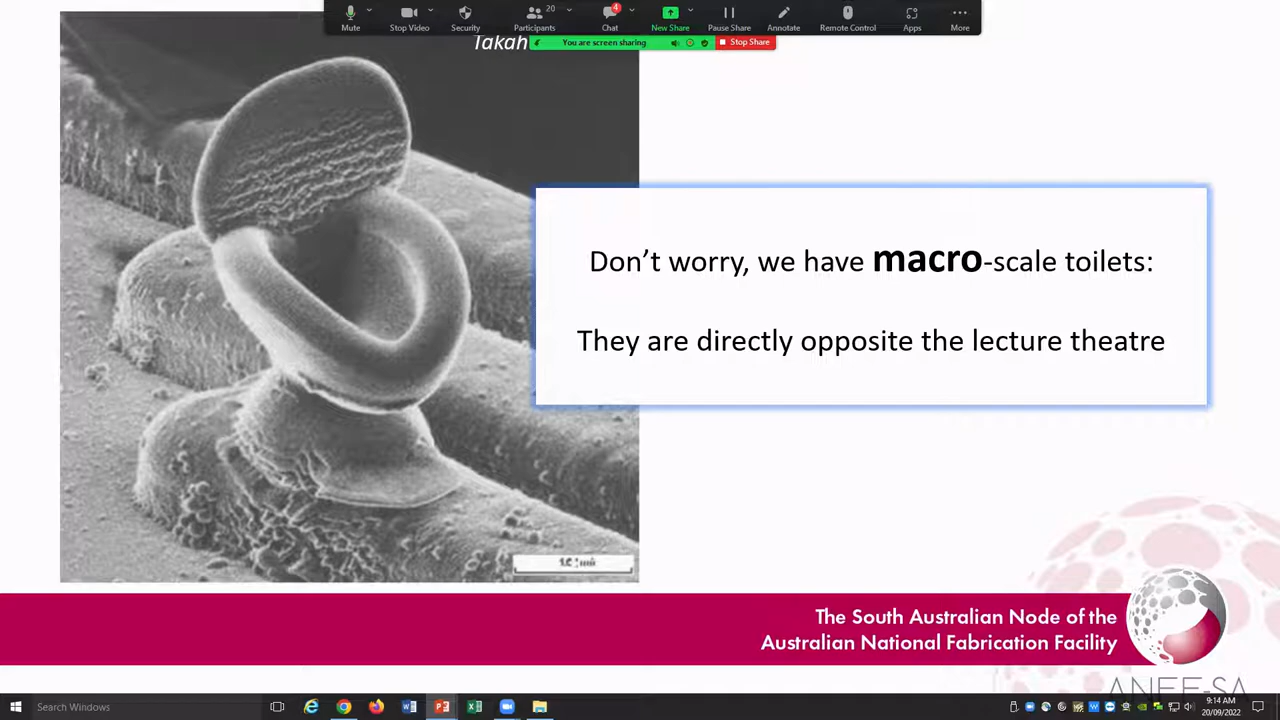 Mute
Stop Video
Security
20
Participants
4
Chat
New Share
Pause Share
Annotate
Remote Control
Apps
More
Takah
You are screen sharing
Stop Share
Don’t worry, we have macro-scale toilets:
They are directly opposite the lecture theatre
The South Australian Node of the
Australian National Fabrication Facility
Search Windows
9:14 AM
20/09/2022